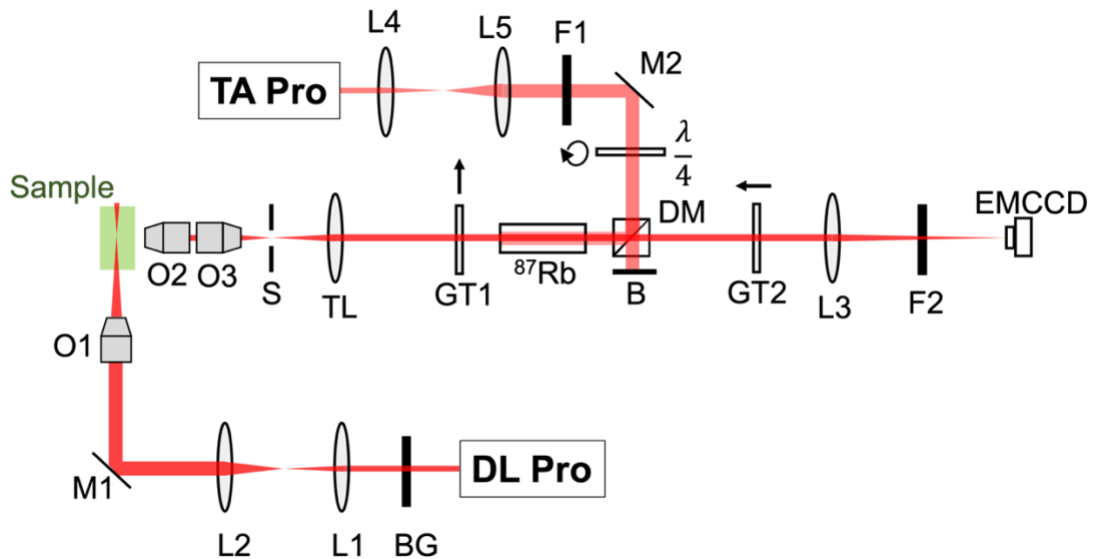 L4
L5
F1
M2
TA Pro
λ
4
Sample
DM
EMCCD
O2
O3
S
TL
GT1
⁸⁷Rb
B
GT2
L3
F2
O1
M1
DL Pro
L2
L1
BG